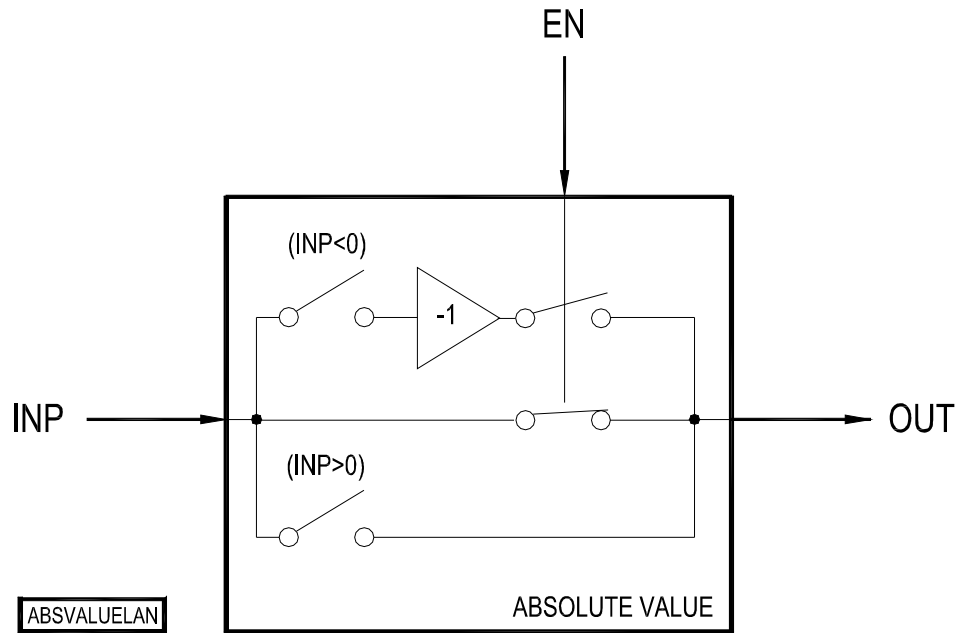 EN
(INP<0)
-1
INP
OUT
(INP>0)
ABSVALUELAN
ABSOLUTE VALUE